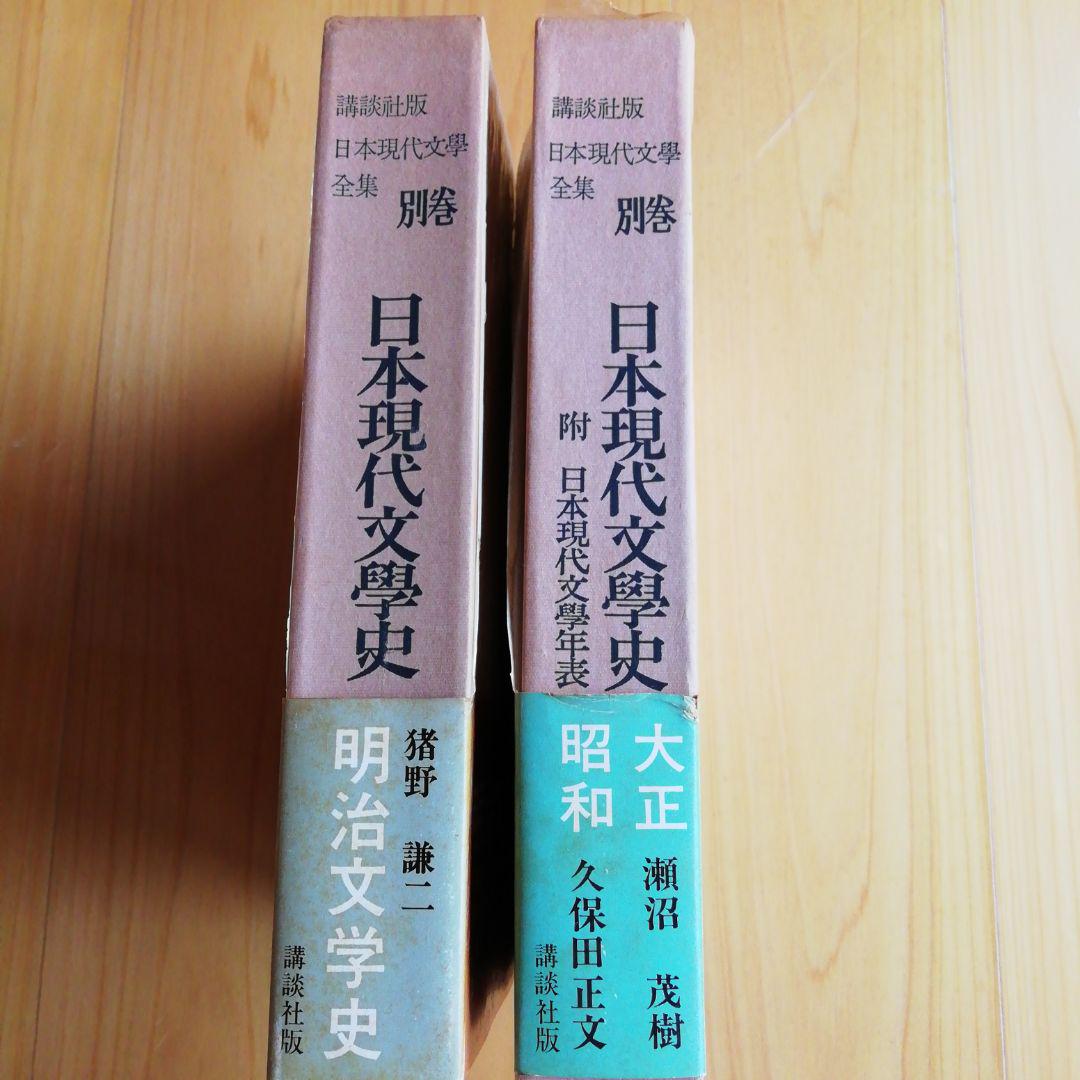 講談社版
日本現代文學
全集 別巻
日本現代文學史
猪野 謙二
明治文学史
講談社版
講談社版
日本現代文學
全集 別巻
日本現代文學史
附 日本現代文學年表
大正 瀬沼 茂樹
昭和 久保田正文
講談社版